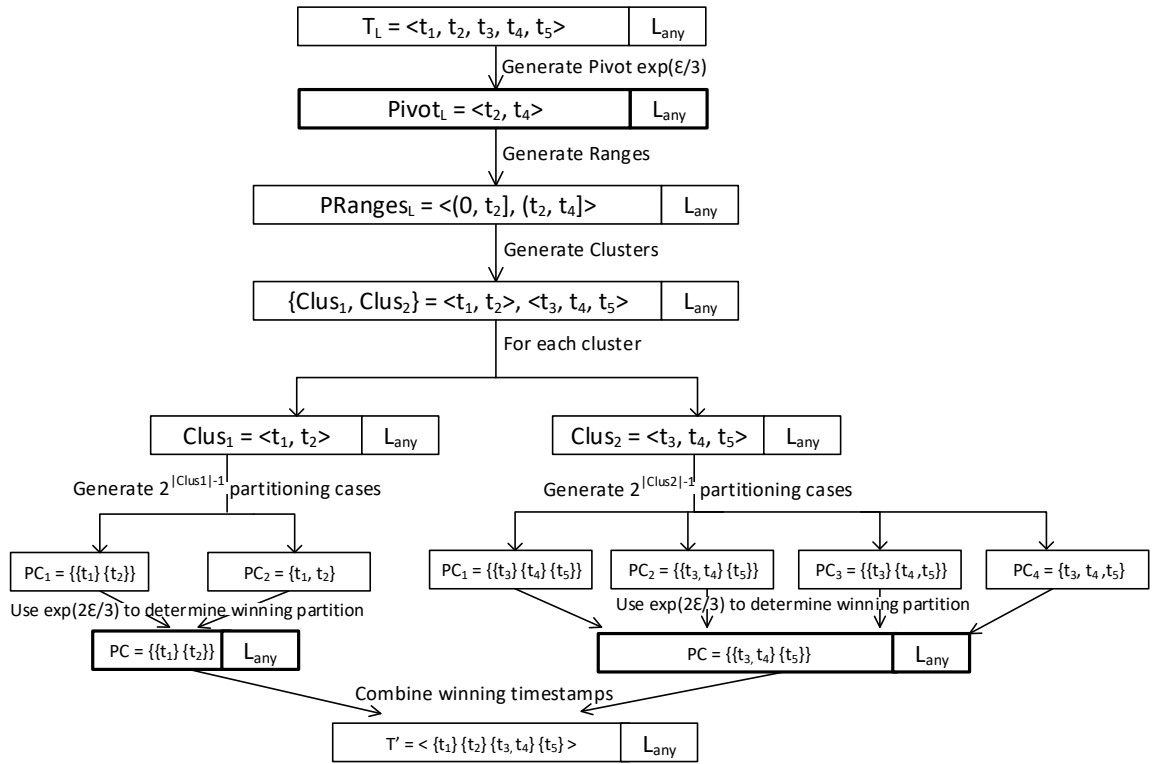 T_L = <t₁, t₂, t₃, t₄, t₅> L_any
Generate Pivot exp(ℇ/3)
Pivot_L = <t₂, t₄> L_any
Generate Ranges
PRanges_L = <(0, t₂], (t₂, t₄]> L_any
Generate Clusters
{Clus₁, Clus₂} = <t₁, t₂>, <t₃, t₄, t₅> L_any
For each cluster
Clus₁ = <t₁, t₂> L_any Clus₂ = <t₃, t₄, t₅> L_any
Generate 2^|Clus1|-1 partitioning cases Generate 2^|Clus2|-1 partitioning cases
PC₁ = {{t₁} {t₂}} PC₂ = {t₁, t₂} PC₁ = {{t₃} {t₄} {t₅}} PC₂ = {{t₃, t₄} {t₅}} PC₃ = {{t₃} {t₄ ,t₅}} PC₄ = {t₃, t₄ ,t₅}
Use exp(2ℇ/3) to determine winning partition Use exp(2ℇ/3) to determine winning partition
PC = {{t₁} {t₂}} L_any PC = {{t₃, t₄} {t₅}} L_any
Combine winning timestamps
T’ = < {t₁} {t₂} {t₃, t₄} {t₅} > L_any